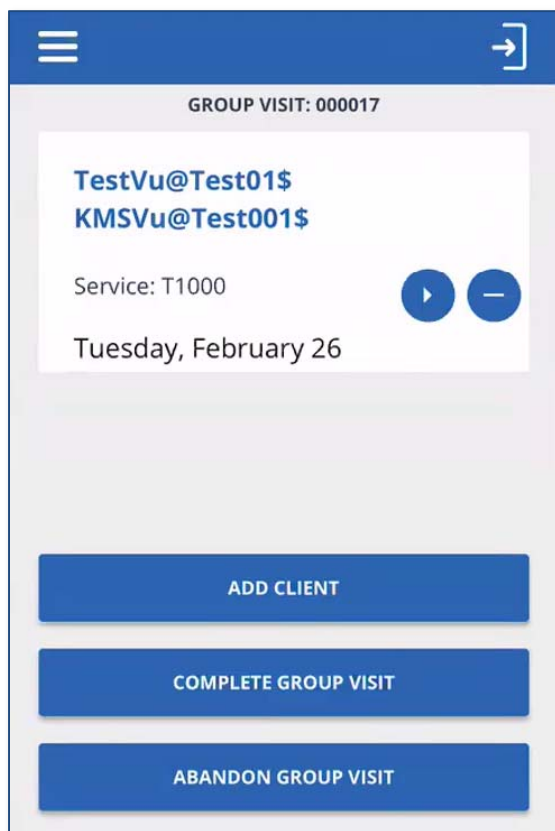 GROUP VISIT: 000017
TestVu@Test01$
KMSVu@Test001$
Service: T1000
Tuesday, February 26
ADD CLIENT
COMPLETE GROUP VISIT
ABANDON GROUP VISIT